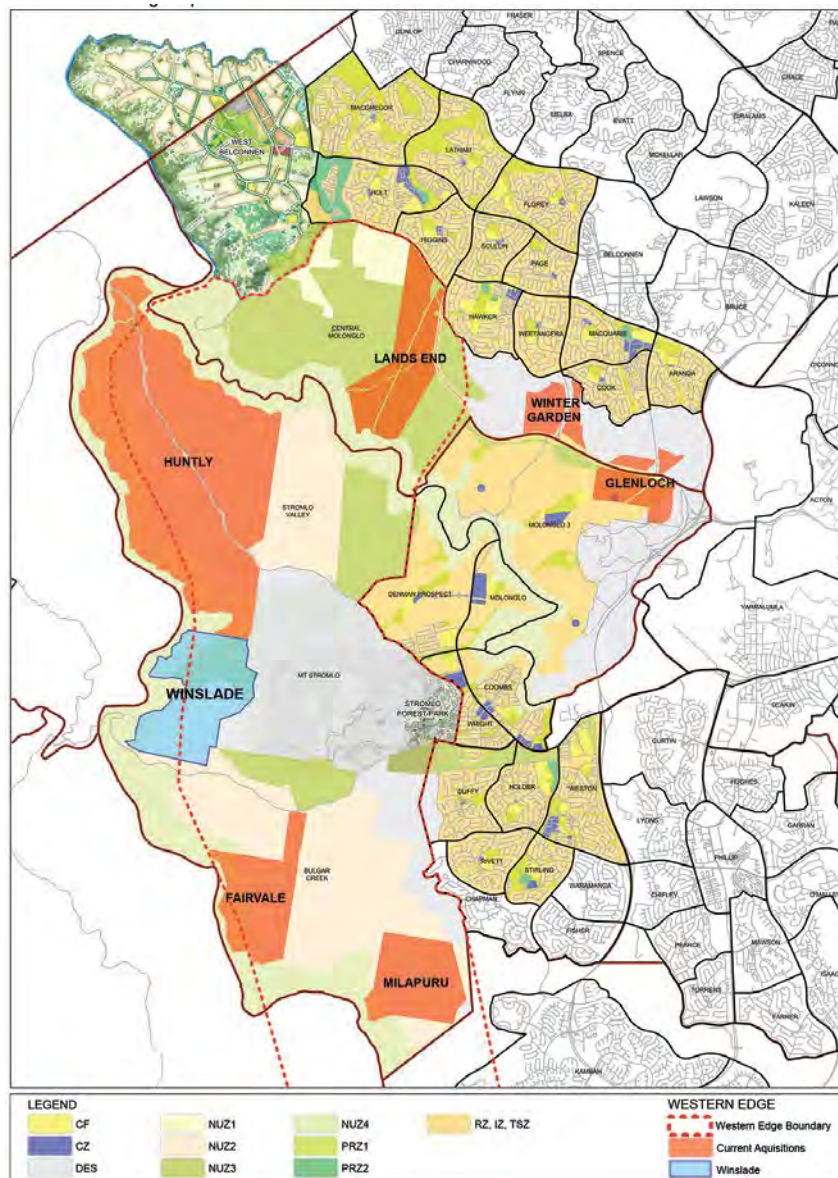 FRASER
DUNLOP
SPENCE
CHARNWOOD
FLYNN
MELBA
EVATT
GIRALANG
MACGREGOR
WEST
BELCONNEN
LATHAM
MCKELLAR
LAWSON
KALEEN
HOLT
FLOREY
HIGGINS
SCULLIN
PAGE
BELCONNEN
BRUCE
HAWKER
WEETANGERA
MACQUARIE
CENTRAL
MOLONGLO
LANDS END
COOK
ARANDA
O'CONNO
WINTER
GARDEN
HUNTLY
GLENLOCH
ACTON
STROMLO
VALLEY
MOLONGLO 3
DENMAN PROSPECT
MOLONGLO
YARRALUMLA
MT STROMLO
COOMBS
WINSLADE
STROMLO
FOREST PARK
WRIGHT
DEAKIN
CURTIN
HUGHES
DUFFY
HOLDER
WESTON
LYONS
GARRAN
PHILLIP
RIVETT
STIRLING
BULGAR
CREEK
WARAMANGA
CHIFLEY
O'MALLEY
FAIRVALE
CHAPMAN
FISHER
PEARCE
MAWSON
ISAAC
MILAPURU
TORRENS
FARRER
KAMBAH
LEGEND
CF
CZ
DES
NUZ1
NUZ2
NUZ3
NUZ4
PRZ1
PRZ2
RZ, IZ, TSZ
WESTERN EDGE
Western Edge Boundary
Current Aquisitions
Winslade